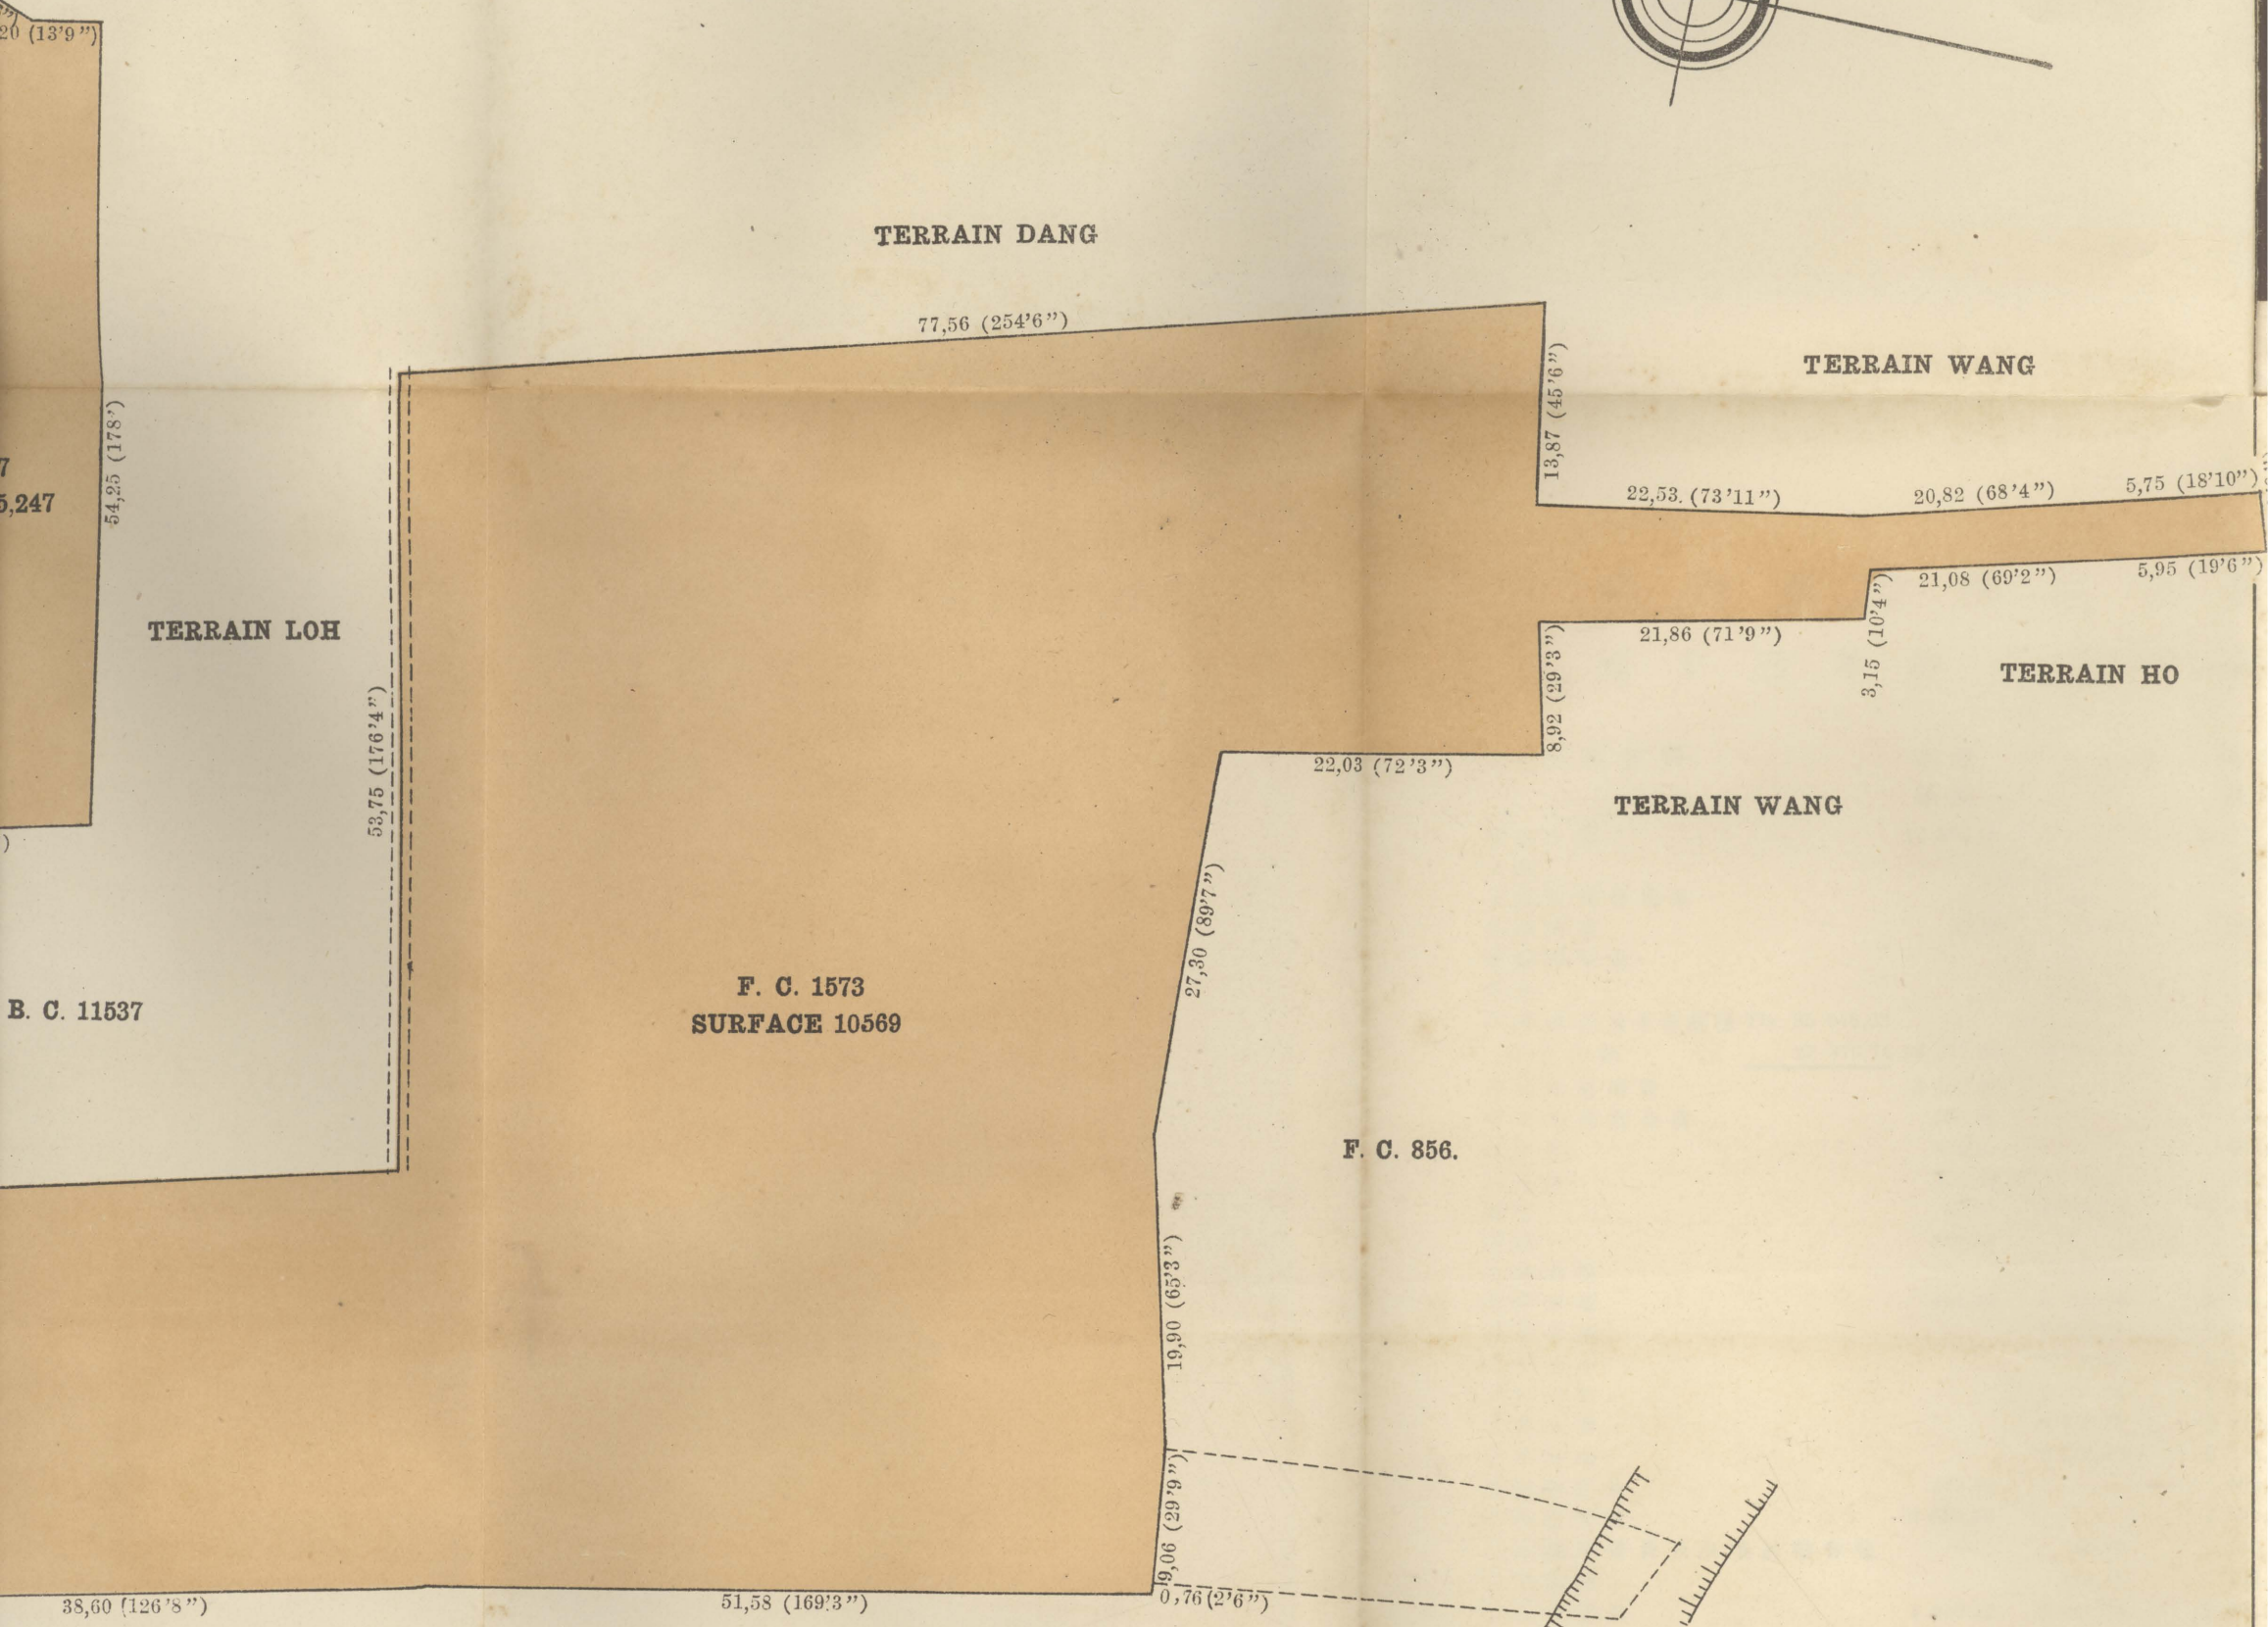 20 (13'9")
TERRAIN DANG
77,56 (254'6")
TERRAIN WANG
13,87 (45'6")
54,25 (178')
7
5,247
22,53. (73'11")
20,82 (68'4")
5,75 (18'10")
21,08 (69'2")
5,95 (19'6")
3,15 (10'4")
21,86 (71'9")
8,92 (29'3")
TERRAIN LOH
TERRAIN HO
53,75 (176'4")
22,03 (72'3")
TERRAIN WANG
27,30 (89'7")
B. C. 11537
F. C. 1573
SURFACE 10569
F. C. 856.
19,90 (65'3")
9,06 (29'9")
38,60 (126'8")
51,58 (169'3")
0,76 (2'6")